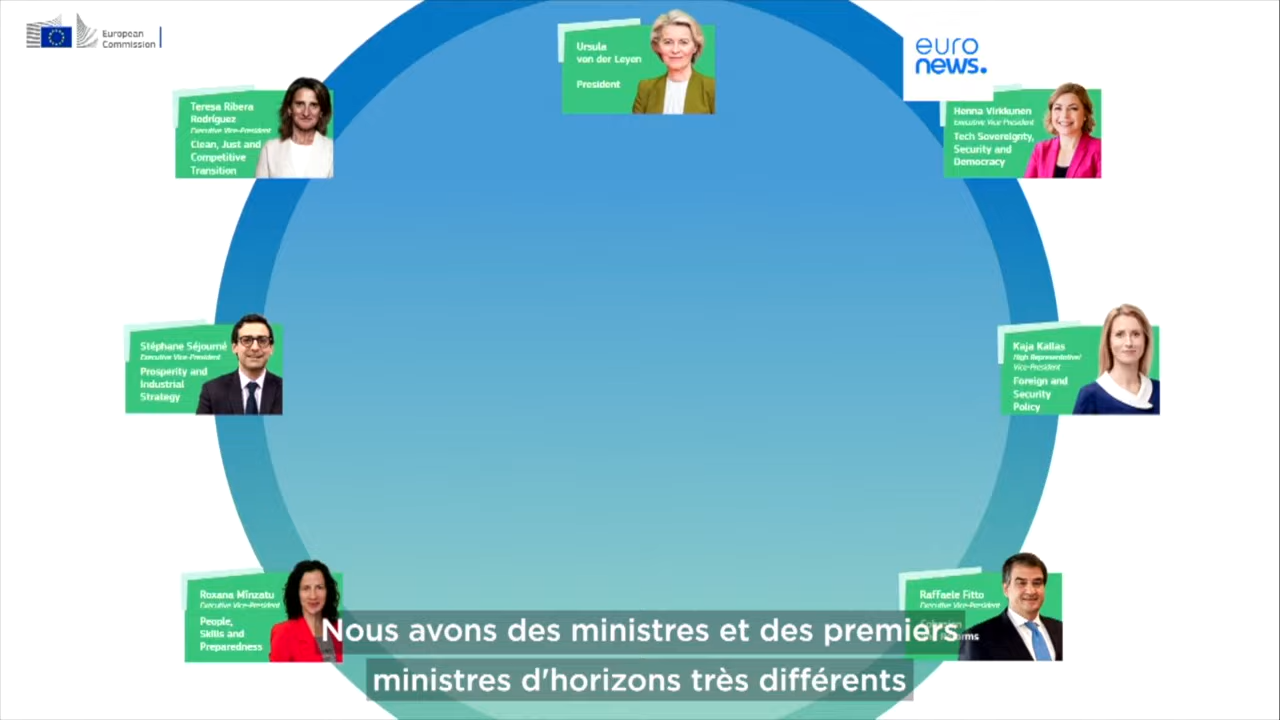 European
Commission
euro
news.
Ursula
von der Leyen
President
Teresa Ribera
Rodríguez
Executive Vice-President
Clean, Just and
Competitive
Transition
Henna Virkkunen
Executive Vice President
Tech Sovereignty,
Security and
Democracy
Stéphane Séjourné
Executive Vice-President
Prosperity and
Industrial
Strategy
Kaja Kallas
High Representative/
Vice-President
Foreign and
Security
Policy
Roxana Mînzatu
Executive Vice-President
People,
Skills and
Preparedness
Raffaele Fitto
Executive Vice-President
Nous avons des ministres et des premiers
ministres d'horizons très différents